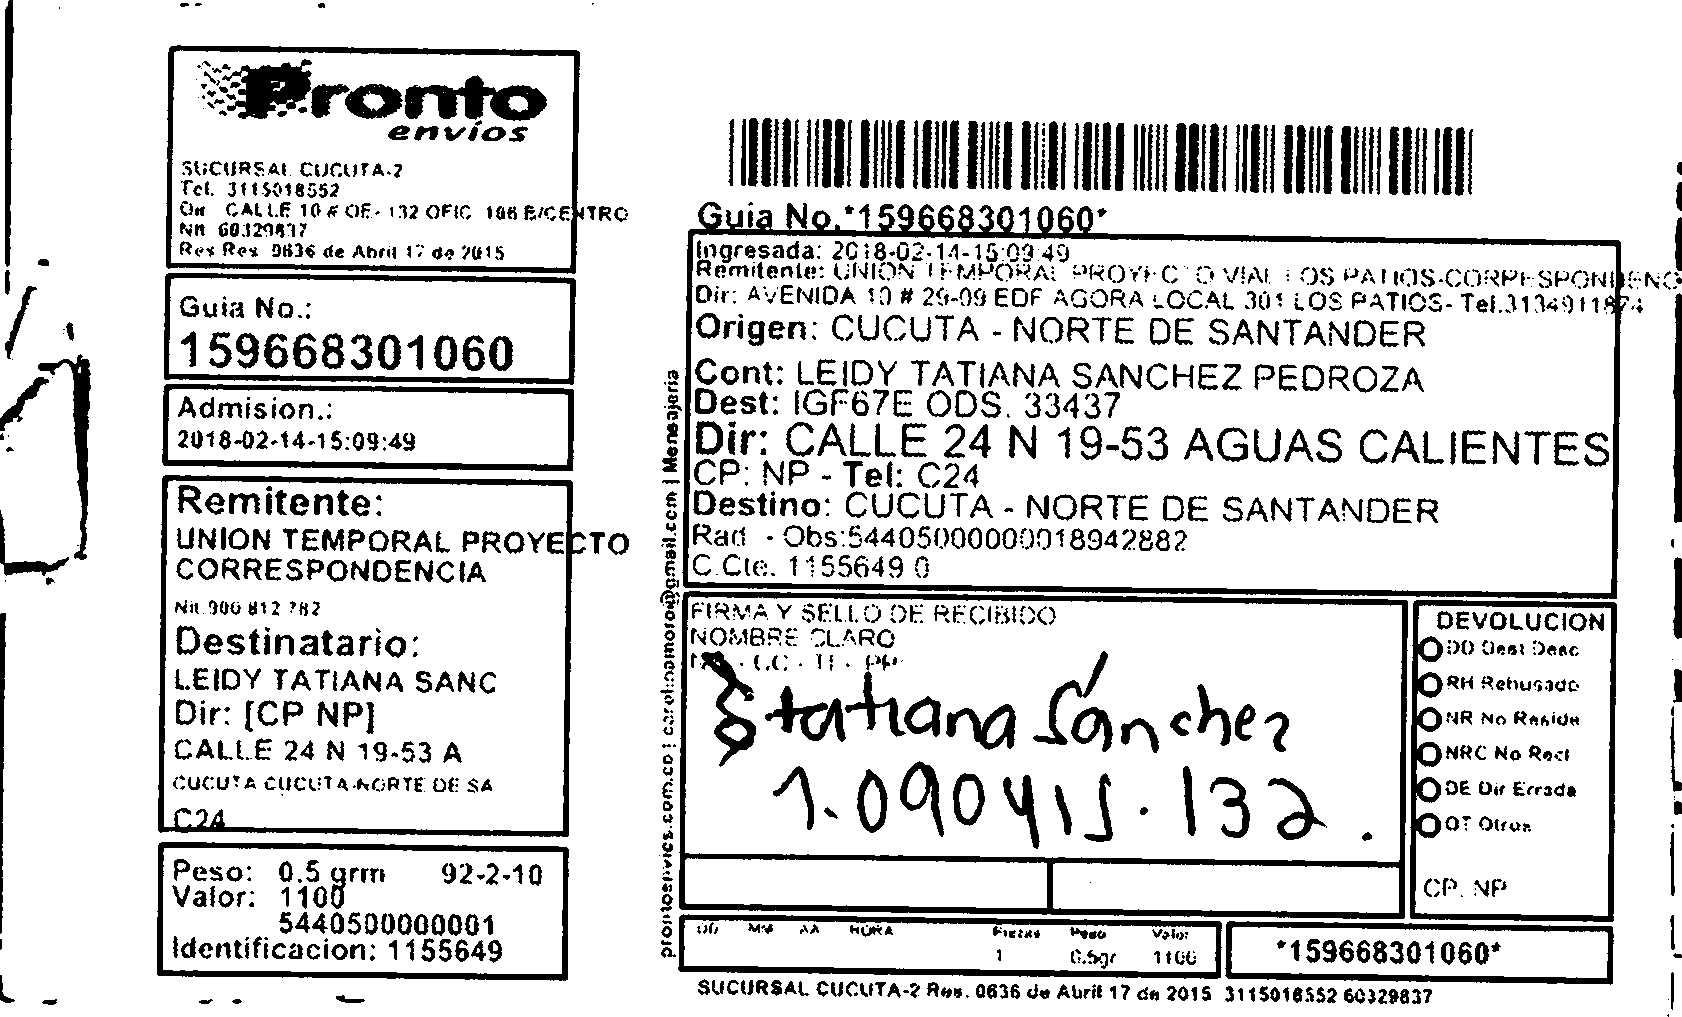 Pronto
envíos
SUCURSAL CUCUTA-2
Tel. 3115018552
Dir. CALLE 10 # OE- 132 OFIC 106 B/CENTRO
Nit 60329837
Res Res 0636 de Abril 17 de 2015
Guia No.:
159668301060
Admision.:
2018-02-14-15:09:49
Remitente:
UNION TEMPORAL PROYECTO
CORRESPONDENCIA
Nit.900 812 782
Destinatario:
LEIDY TATIANA SANC
Dir: [CP NP]
CALLE 24 N 19-53 A
CUCUTA CUCUTA-NORTE DE SA
C24
Peso: 0.5 grm 92-2-10
Valor: 1100
5440500000001
Identificacion: 1155649
prontoenvios.com.co | | Mensajeria
Guia No.*159668301060*
Ingresada: 2018-02-14-15:09:49
Remitente: UNION TEMPORAL PROYECTO VIAL LOS PATIOS-CORRESPONDENC
Dir: AVENIDA 10 # 29-09 EDF AGORA LOCAL 301 LOS PATIOS- Tel.3134911874
Origen: CUCUTA - NORTE DE SANTANDER
Cont: LEIDY TATIANA SANCHEZ PEDROZA
Dest: IGF67E ODS. 33437
Dir: CALLE 24 N 19-53 AGUAS CALIENTES
CP: NP - Tel: C24
Destino: CUCUTA - NORTE DE SANTANDER
Rad - Obs:54405000000018942882
C.Cte. 1155649 0
FIRMA Y SELLO DE RECIBIDO
NOMBRE CLARO
CC - TI - PP
tatiana Sánchez
1.090415.132.
DEVOLUCION
DD Dest Desc
RH Rehusado
NR No Reside
NRC No Recl
DE Dir Errada
OT Otros
CP. NP
DD MM AA HORA Piezas Peso Valor
1 0.5gr 1100
*159668301060*
SUCURSAL CUCUTA-2 Res. 0636 de Abril 17 de 2015 3115018552 60329837